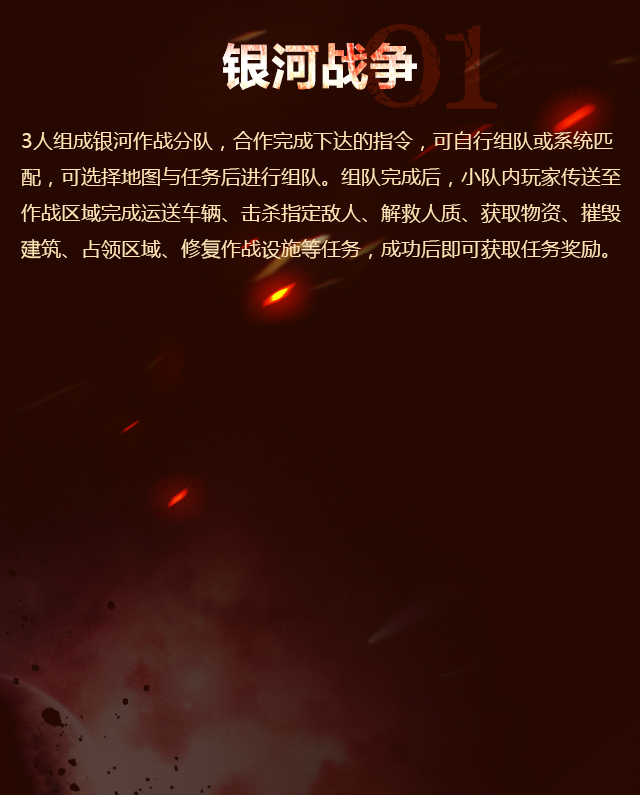 01
银河战争
3人组成银河作战分队，合作完成下达的指令，可自行组队或系统匹
配，可选择地图与任务后进行组队。组队完成后，小队内玩家传送至
作战区域完成运送车辆、击杀指定敌人、解救人质、获取物资、摧毁
建筑、占领区域、修复作战设施等任务，成功后即可获取任务奖励。